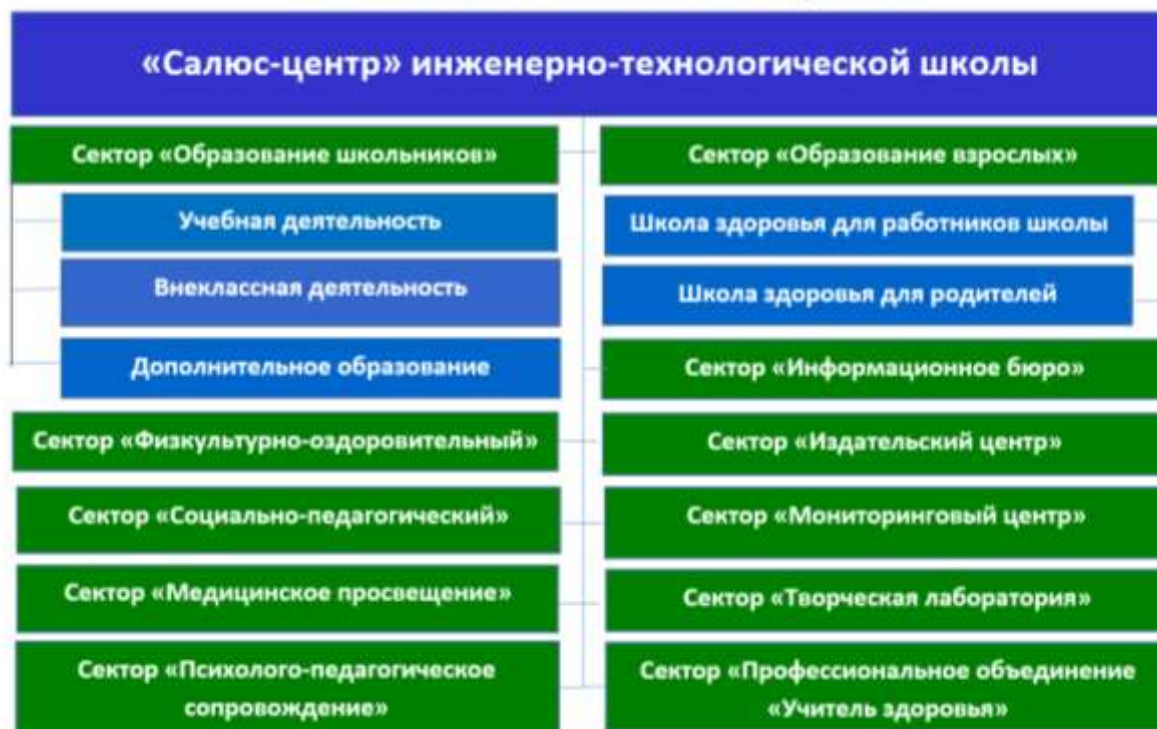 «Салюс-центр» инженерно-технологической школы
Сектор «Образование школьников»
Учебная деятельность
Внеклассная деятельность
Дополнительное образование
Сектор «Физкультурно-оздоровительный»
Сектор «Социально-педагогический»
Сектор «Медицинское просвещение»
Сектор «Психолого-педагогическое
сопровождение»
Сектор «Образование взрослых»
Школа здоровья для работников школы
Школа здоровья для родителей
Сектор «Информационное бюро»
Сектор «Издательский центр»
Сектор «Мониторинговый центр»
Сектор «Творческая лаборатория»
Сектор «Профессиональное объединение
«Учитель здоровья»